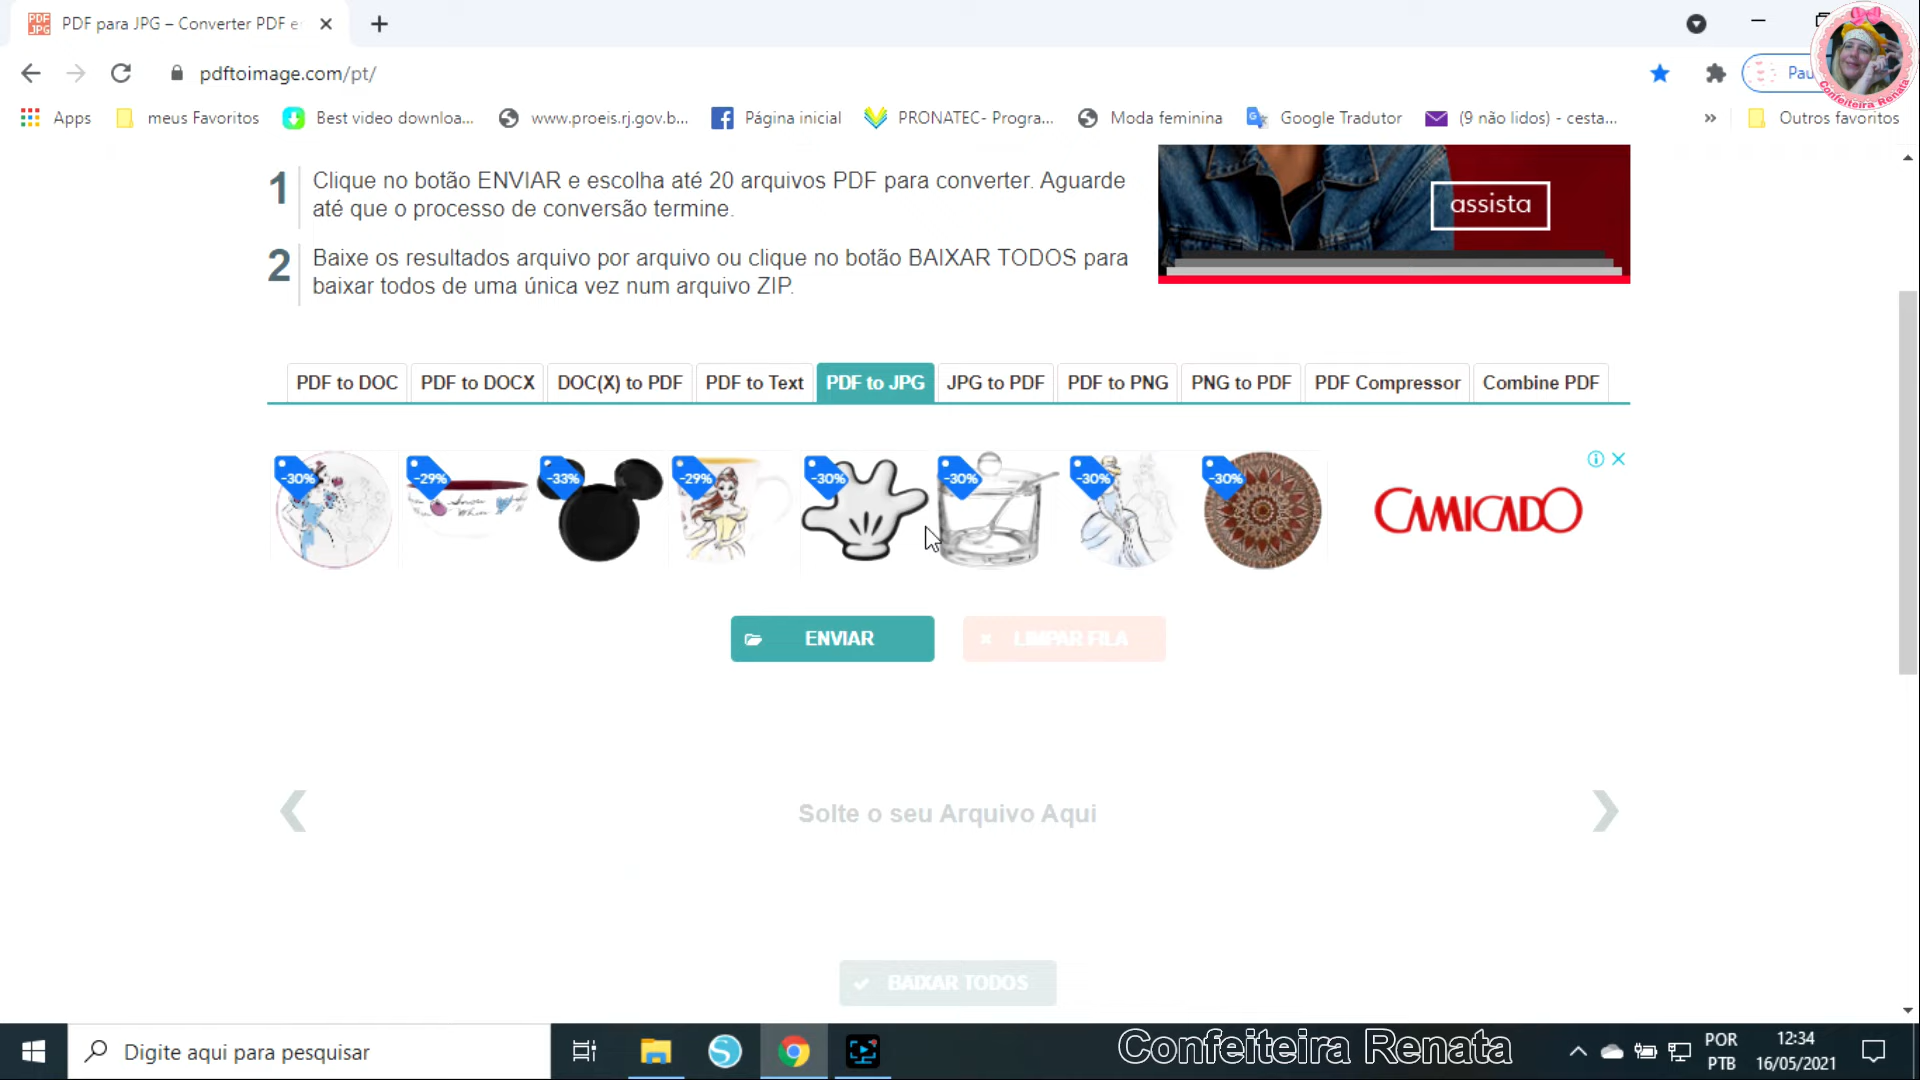 PDF para JPG – Converter PDF e
pdftoimage.com/pt/
Pau
Apps
meus Favoritos
Best video downloa...
www.proeis.rj.gov.b...
Página inicial
PRONATEC- Progra...
Moda feminina
Google Tradutor
(9 não lidos) - cesta...
»
Outros favoritos
Confeiteira Renata
1
Clique no botão ENVIAR e escolha até 20 arquivos PDF para converter. Aguarde
até que o processo de conversão termine.
2
Baixe os resultados arquivo por arquivo ou clique no botão BAIXAR TODOS para
baixar todos de uma única vez num arquivo ZIP.
assista
PDF to DOC
PDF to DOCX
DOC(X) to PDF
PDF to Text
PDF to JPG
JPG to PDF
PDF to PNG
PNG to PDF
PDF Compressor
Combine PDF
-30%
-29%
-33%
-29%
-30%
-30%
-30%
-30%
CAMICADO
ENVIAR
LIMPAR FILA
Solte o seu Arquivo Aqui
BAIXAR TODOS
Digite aqui para pesquisar
Confeiteira Renata
POR
PTB
12:34
16/05/2021